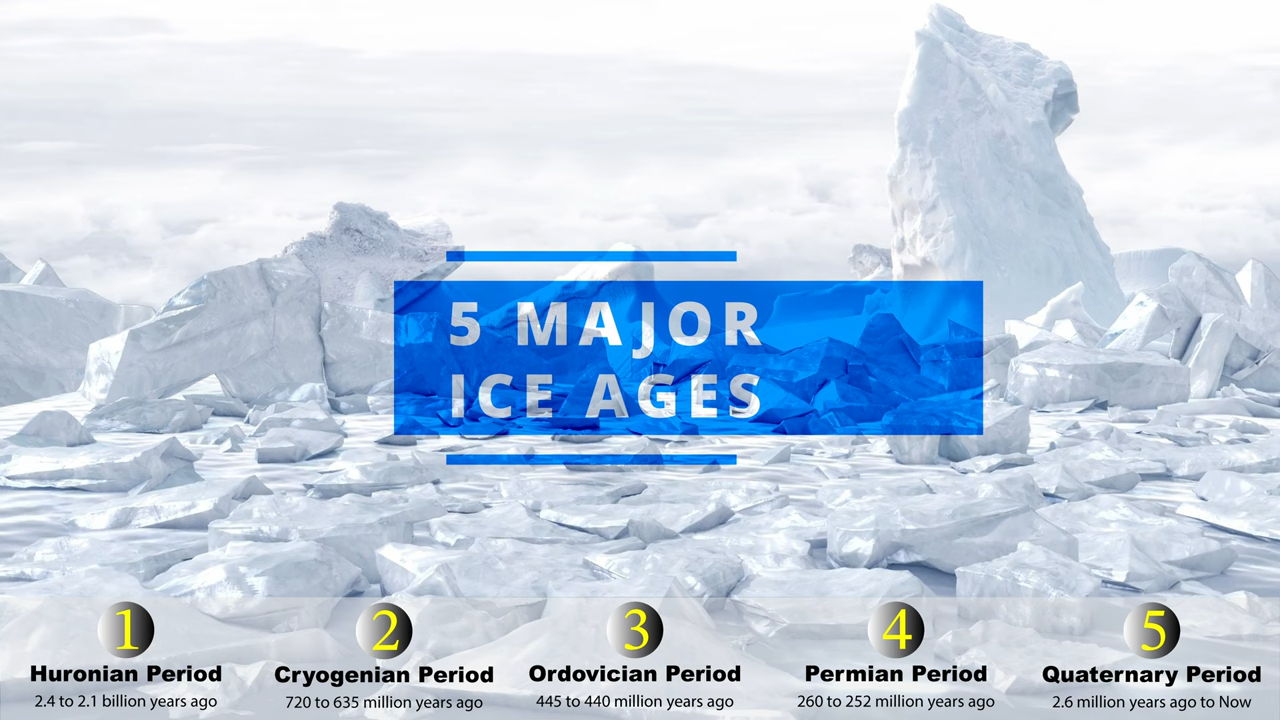 5 MAJOR
ICE AGES
1
Huronian Period
2.4 to 2.1 billion years ago
2
Cryogenian Period
720 to 635 million years ago
3
Ordovician Period
445 to 440 million years ago
4
Permian Period
260 to 252 million years ago
5
Quaternary Period
2.6 million years ago to Now